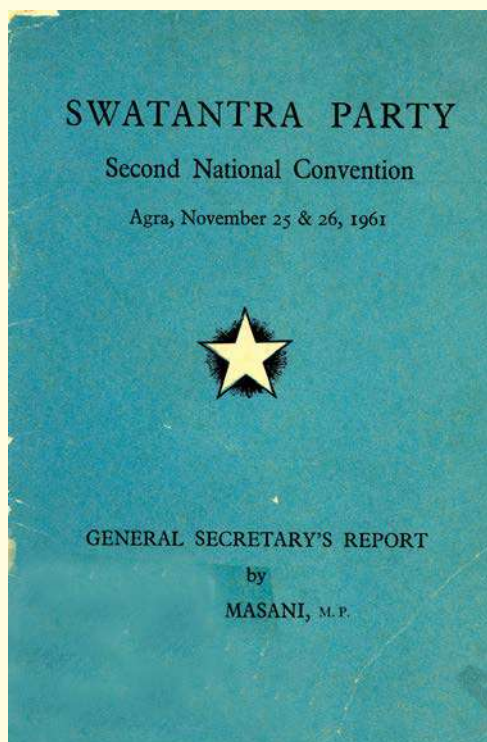 SWATANTRA PARTY
Second National Convention
Agra, November 25 & 26, 1961
GENERAL SECRETARY'S REPORT
by
MASANI, M. P.